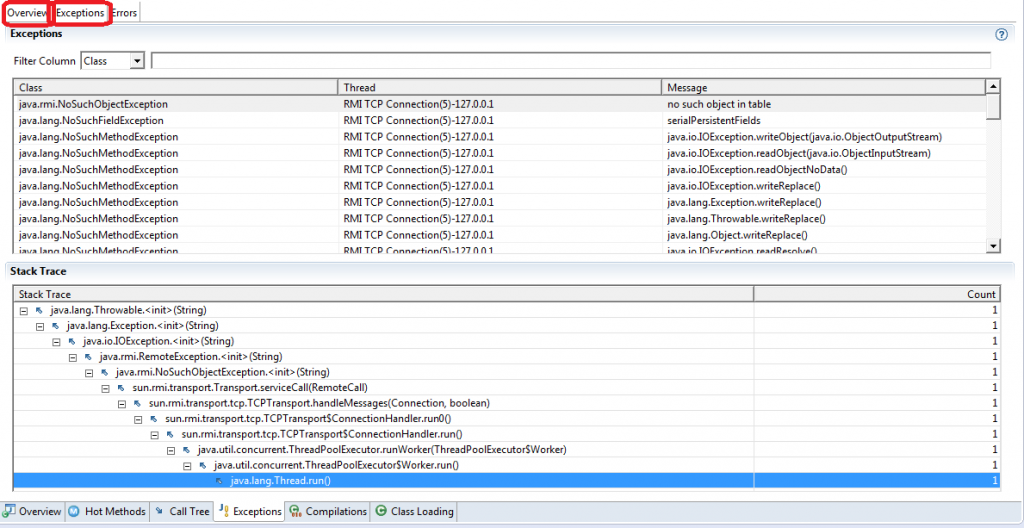 Overview Exceptions Errors
Exceptions
Filter Column Class
Class Thread Message
java.rmi.NoSuchObjectException RMI TCP Connection(5)-127.0.0.1 no such object in table
java.lang.NoSuchFieldException RMI TCP Connection(5)-127.0.0.1 serialPersistentFields
java.lang.NoSuchMethodException RMI TCP Connection(5)-127.0.0.1 java.io.IOException.writeObject(java.io.ObjectOutputStream)
java.lang.NoSuchMethodException RMI TCP Connection(5)-127.0.0.1 java.io.IOException.readObject(java.io.ObjectInputStream)
java.lang.NoSuchMethodException RMI TCP Connection(5)-127.0.0.1 java.io.IOException.readObjectNoData()
java.lang.NoSuchMethodException RMI TCP Connection(5)-127.0.0.1 java.io.IOException.writeReplace()
java.lang.NoSuchMethodException RMI TCP Connection(5)-127.0.0.1 java.lang.Exception.writeReplace()
java.lang.NoSuchMethodException RMI TCP Connection(5)-127.0.0.1 java.lang.Throwable.writeReplace()
java.lang.NoSuchMethodException RMI TCP Connection(5)-127.0.0.1 java.lang.Object.writeReplace()
java.lang.NoSuchMethodException RMI TCP Connection(5)-127.0.0.1 java.io.IOException.readResolve()
Stack Trace
Stack Trace Count
java.lang.Throwable.<init>(String) 1
java.lang.Exception.<init>(String) 1
java.io.IOException.<init>(String) 1
java.rmi.RemoteException.<init>(String) 1
java.rmi.NoSuchObjectException.<init>(String) 1
sun.rmi.transport.Transport.serviceCall(RemoteCall) 1
sun.rmi.transport.tcp.TCPTransport.handleMessages(Connection, boolean) 1
sun.rmi.transport.tcp.TCPTransport$ConnectionHandler.run0() 1
sun.rmi.transport.tcp.TCPTransport$ConnectionHandler.run() 1
java.util.concurrent.ThreadPoolExecutor.runWorker(ThreadPoolExecutor$Worker) 1
java.util.concurrent.ThreadPoolExecutor$Worker.run() 1
java.lang.Thread.run() 1
Overview Hot Methods Call Tree Exceptions Compilations Class Loading